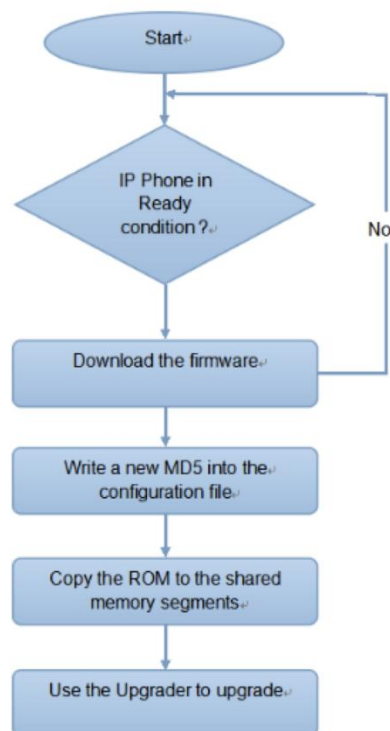 Start
IP Phone in
Ready
condition ?
No
Download the firmware
Write a new MD5 into the
configuration file
Copy the ROM to the shared
memory segments
Use the Upgrader to upgrade